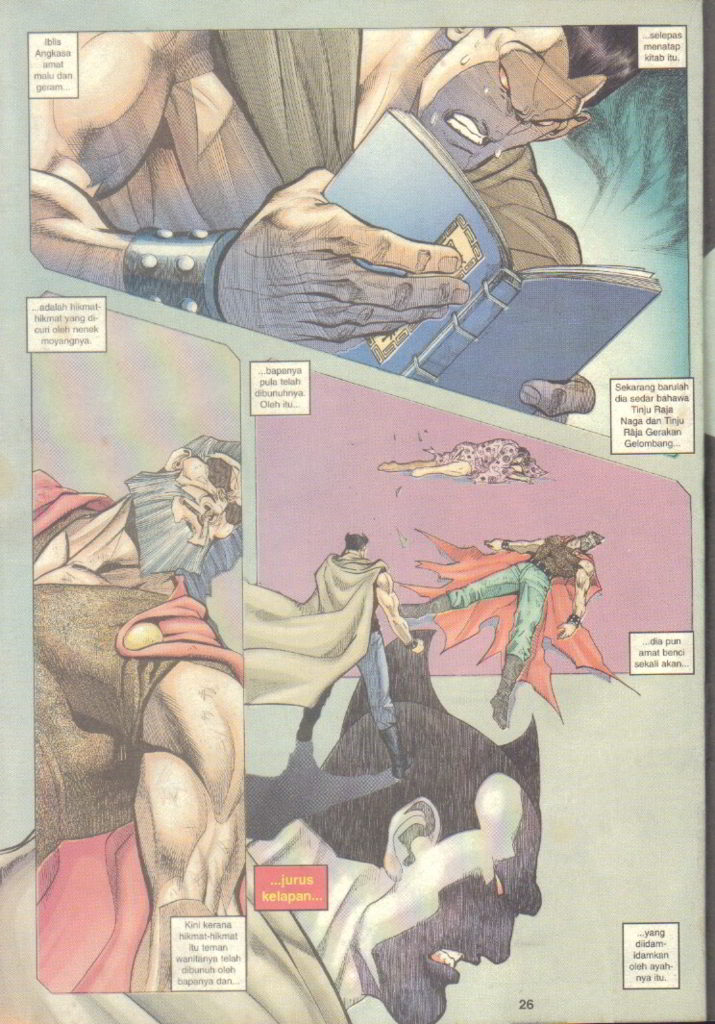 Iblis
Angkasa
amat
malu dan
geram...
...selepas
menatap
kitab itu.
Sekarang barulah
dia sedar bahawa
Tinju Raja
Naga dan Tinju
Raja Gerakan
Gelombang...
...adalah hikmat-
hikmat yang di-
curi oleh nenek
moyangnya.
Kini kerana
hikmat-hikmat
itu teman
wanitanya telah
dibunuh oleh
bapanya dan...
...bapanya
pula telah
dibunuhnya.
Oleh itu...
...dia pun
amat benci
sekali akan...
...jurus
kelapan...
...yang
diidam-
idamkan
oleh ayah-
nya itu.
26